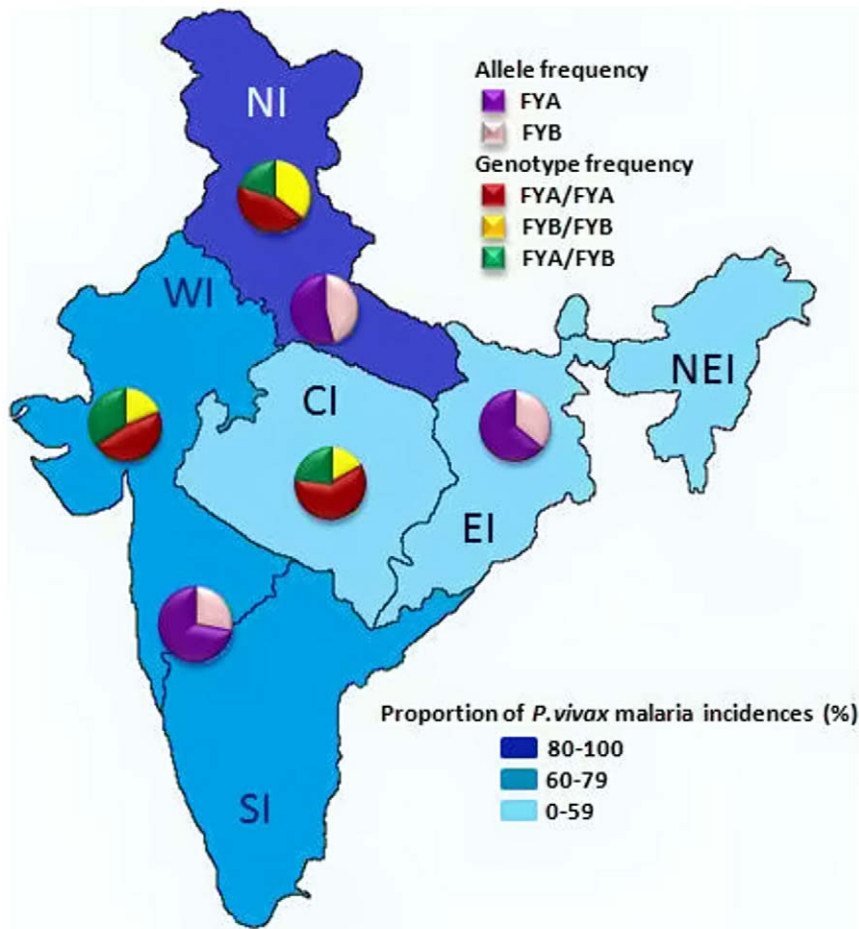 NI
Allele frequency
FYA
FYB
Genotype frequency
FYA/FYA
FYB/FYB
FYA/FYB
WI
NEI
CI
EI
Proportion of P.vivax malaria incidences (%)
80-100
60-79
0-59
SI